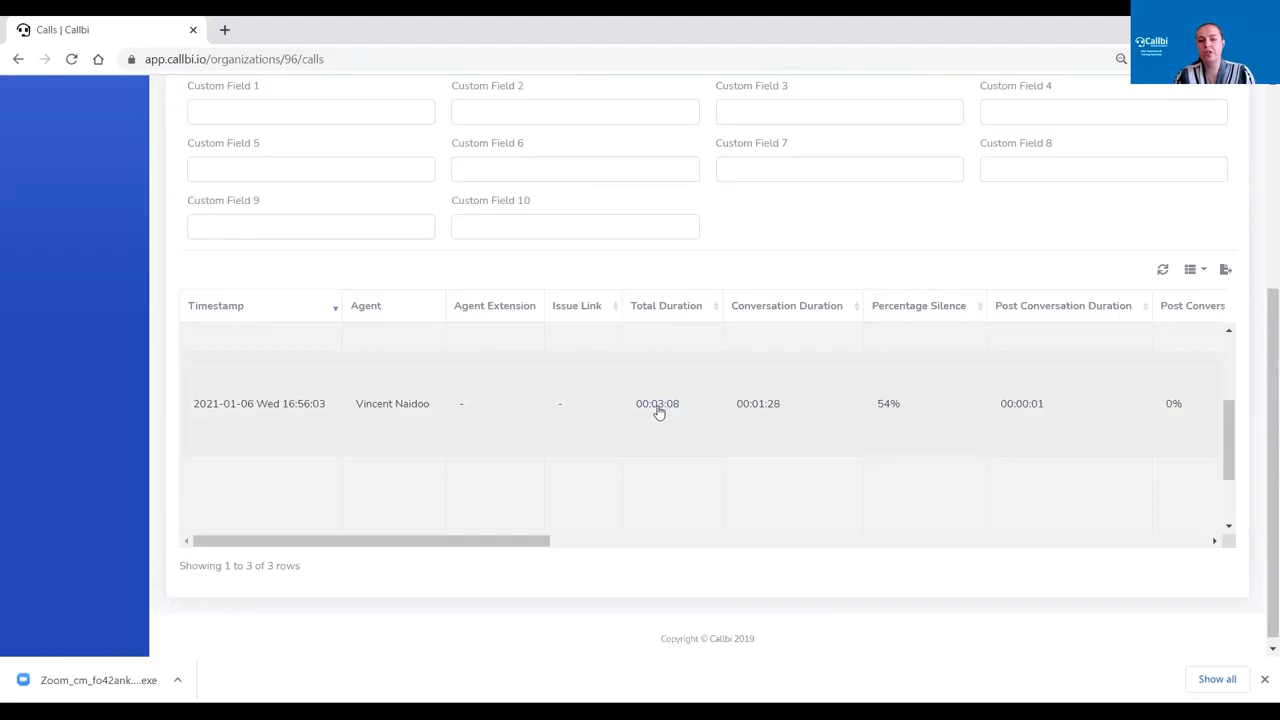 Calls | Callbi
app.callbi.io/organizations/96/calls
Callbi
Custom Field 1 Custom Field 2 Custom Field 3 Custom Field 4
Custom Field 5 Custom Field 6 Custom Field 7 Custom Field 8
Custom Field 9 Custom Field 10
Timestamp Agent Agent Extension Issue Link Total Duration Conversation Duration Percentage Silence Post Conversation Duration Post Convers
2021-01-06 Wed 16:56:03 Vincent Naidoo - - 00:03:08 00:01:28 54% 00:00:01 0%
Showing 1 to 3 of 3 rows
Copyright © Callbi 2019
Zoom_cm_fo42ank....exe Show all